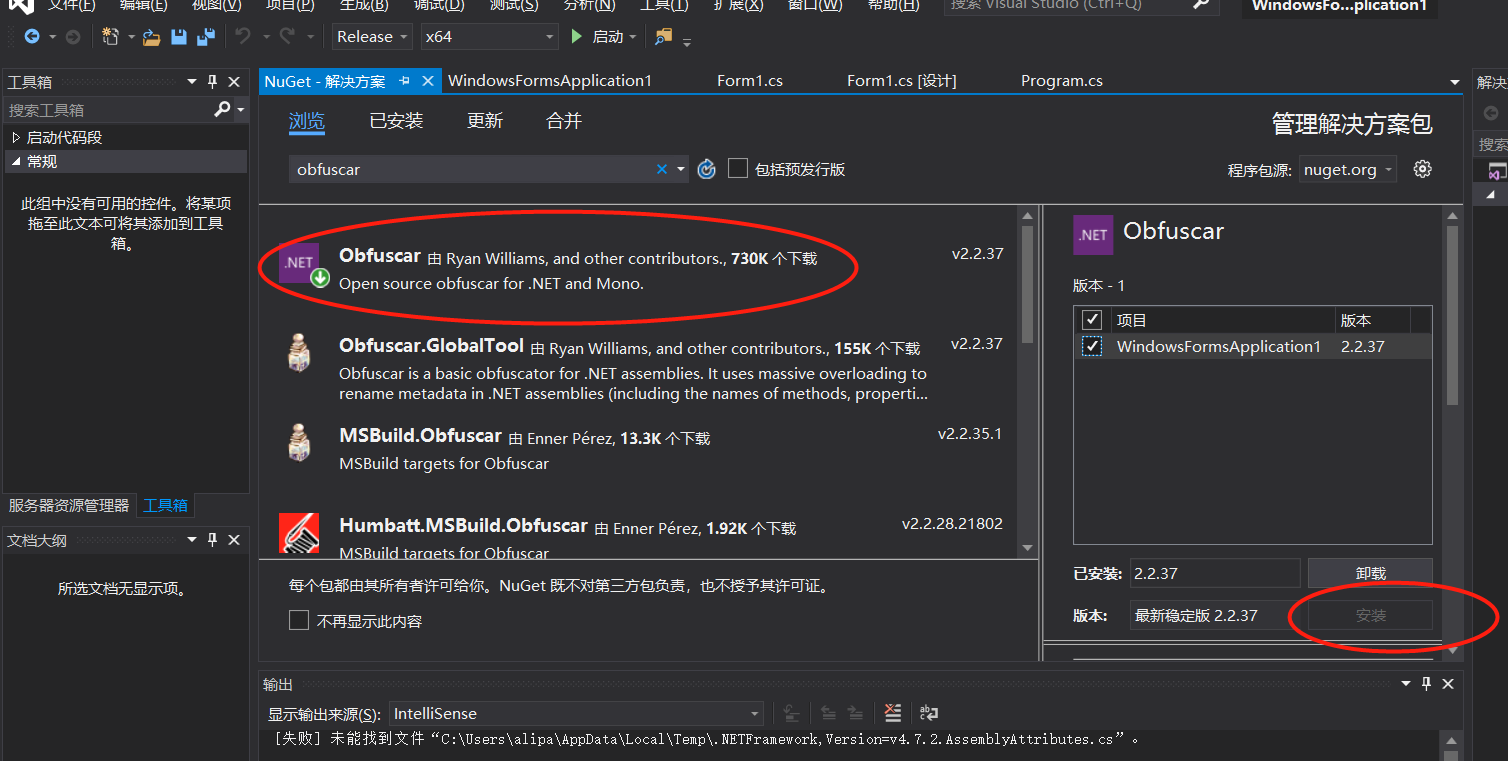 文件(F) 编辑(E) 视图(V) 项目(P) 生成(B) 调试(D) 测试(S) 分析(N) 工具(T) 扩展(X) 窗口(W) 帮助(H) 搜索 Visual Studio (Ctrl+Q) WindowsFo...plication1
Release x64 启动
工具箱
搜索工具箱
启动代码段
常规
此组中没有可用的控件。将某项
拖至此文本可将其添加到工具
箱。
服务器资源管理器 工具箱
文档大纲
所选文档无显示项。
NuGet - 解决方案 WindowsFormsApplication1 Form1.cs Form1.cs [设计] Program.cs
浏览 已安装 更新 合并
管理解决方案包
obfuscar
包括预发行版
程序包源: nuget.org
.NET
Obfuscar 由 Ryan Williams, and other contributors., 730K 个下载 v2.2.37
Open source obfuscar for .NET and Mono.
Obfuscar.GlobalTool 由 Ryan Williams, and other contributors., 155K 个下载 v2.2.37
Obfuscar is a basic obfuscator for .NET assemblies. It uses massive overloading to
rename metadata in .NET assemblies (including the names of methods, properti...
MSBuild.Obfuscar 由 Enner Pérez, 13.3K 个下载 v2.2.35.1
MSBuild targets for Obfuscar
Humbatt.MSBuild.Obfuscar 由 Enner Pérez, 1.92K 个下载 v2.2.28.21802
MSBuild targets for Obfuscar
每个包都由其所有者许可给你。NuGet 既不对第三方包负责，也不授予其许可证。
不再显示此内容
.NET Obfuscar
版本 - 1
项目 版本
WindowsFormsApplication1 2.2.37
已安装: 2.2.37 卸载
版本: 最新稳定版 2.2.37 安装
输出
显示输出来源(S): IntelliSense
[失败] 未能找到文件“C:\Users\alipa\AppData\Local\Temp\.NETFramework,Version=v4.7.2.AssemblyAttributes.cs”。
解决
搜索